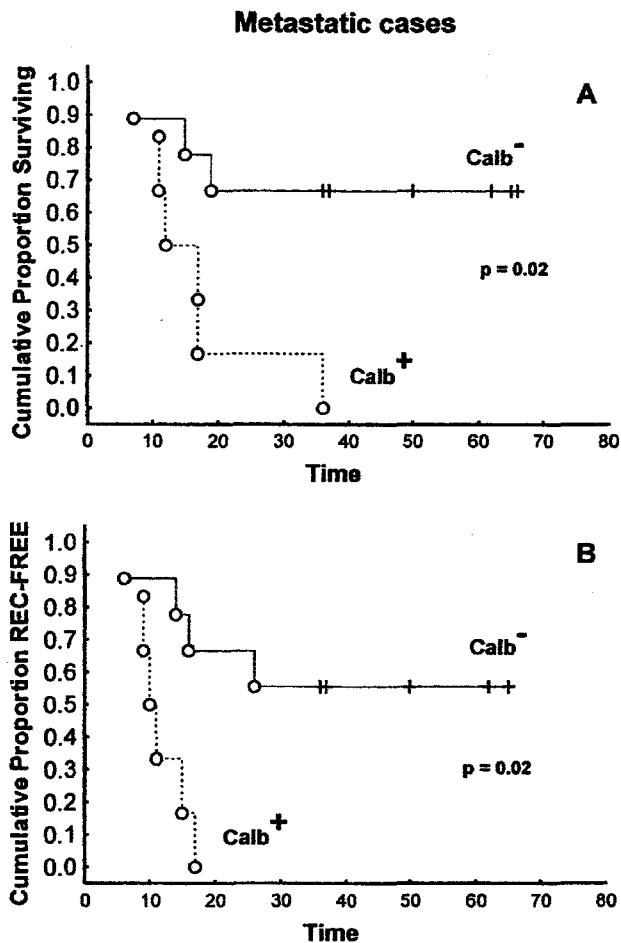 Metastatic cases
A
Cumulative Proportion Surviving
1.0
0.9
0.8
0.7
0.6
0.5
0.4
0.3
0.2
0.1
0.0
Calb-
p = 0.02
Calb+
0 10 20 30 40 50 60 70 80
Time
B
Cumulative Proportion REC-FREE
1.0
0.9
0.8
0.7
0.6
0.5
0.4
0.3
0.2
0.1
0.0
Calb-
p = 0.02
Calb+
0 10 20 30 40 50 60 70 80
Time